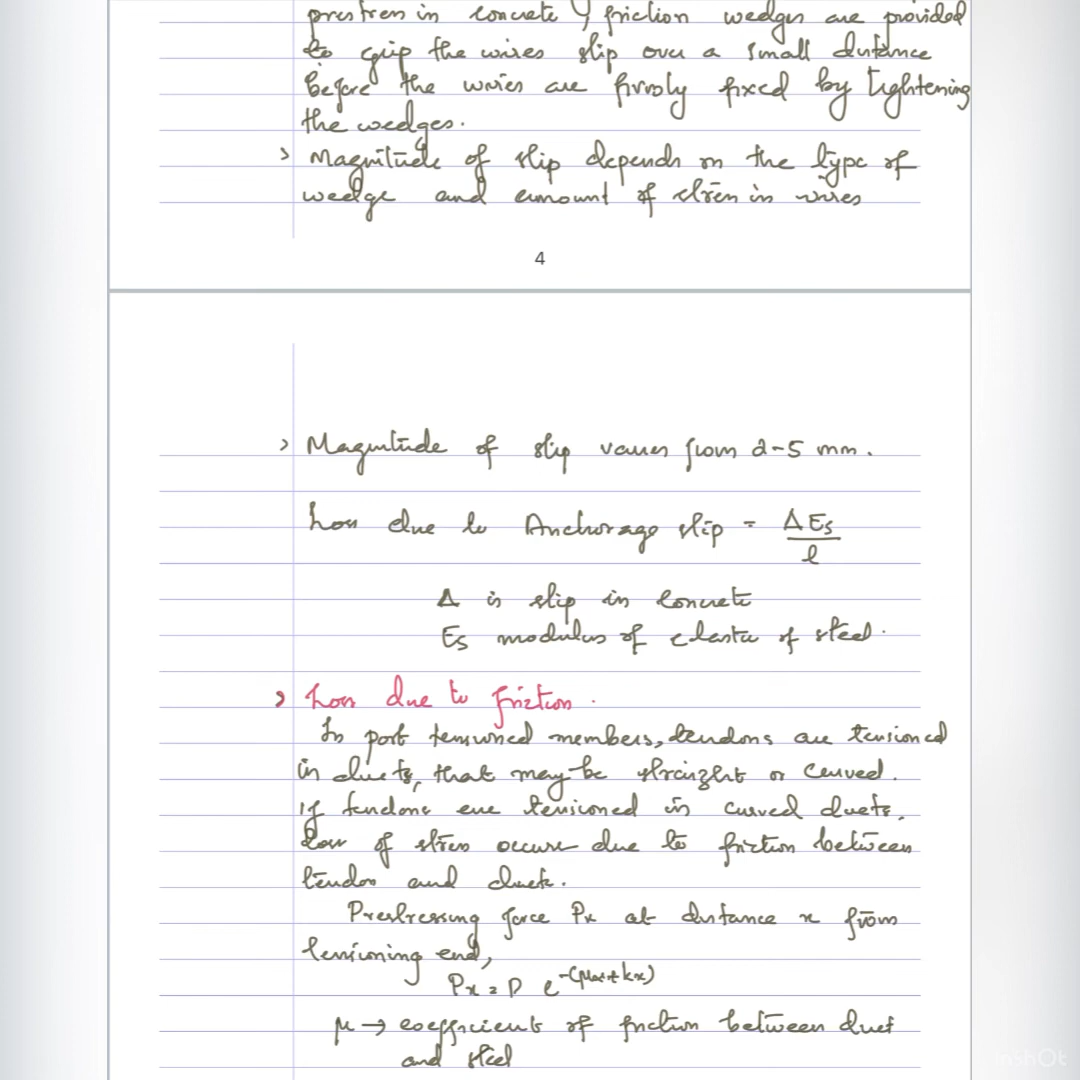 prestress in concrete & friction wedges are provided
to grip the wires slip over a small distance
before the wires are firmly fixed by tightening
the wedges.
> Magnitude of slip depends on the type of
wedge and amount of stress in wires
4
> Magnitude of slip varies from 2-5 mm.
Loss due to Anchorage slip = ΔEs/l
Δ is slip in concrete
Es modulus of elastic of steel.
> Loss due to friction.
In post tensioned members, tendons are tensioned
in ducts, that may be straight or curved.
If tendons are tensioned in curved ducts,
loss of stress occurs due to friction between
tendon and duct.
Prestressing force Px at distance x from
tensioning end,
Px = P e^-(μα+kx)
μ → coefficient of friction between duct
and steel
InShOt